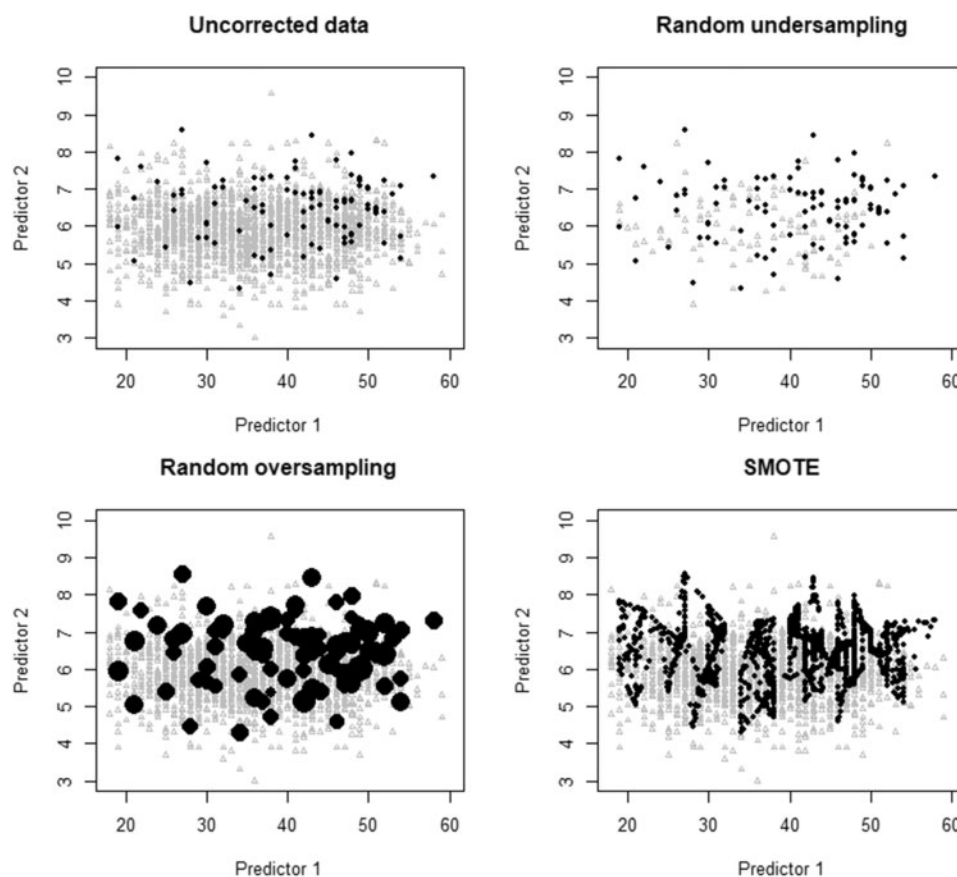 Uncorrected data
10
9
8
7
6
5
4
3
Predictor 2
20 30 40 50 60
Predictor 1
Random undersampling
10
9
8
7
6
5
4
3
Predictor 2
20 30 40 50 60
Predictor 1
Random oversampling
10
9
8
7
6
5
4
3
Predictor 2
20 30 40 50 60
Predictor 1
SMOTE
10
9
8
7
6
5
4
3
Predictor 2
20 30 40 50 60
Predictor 1